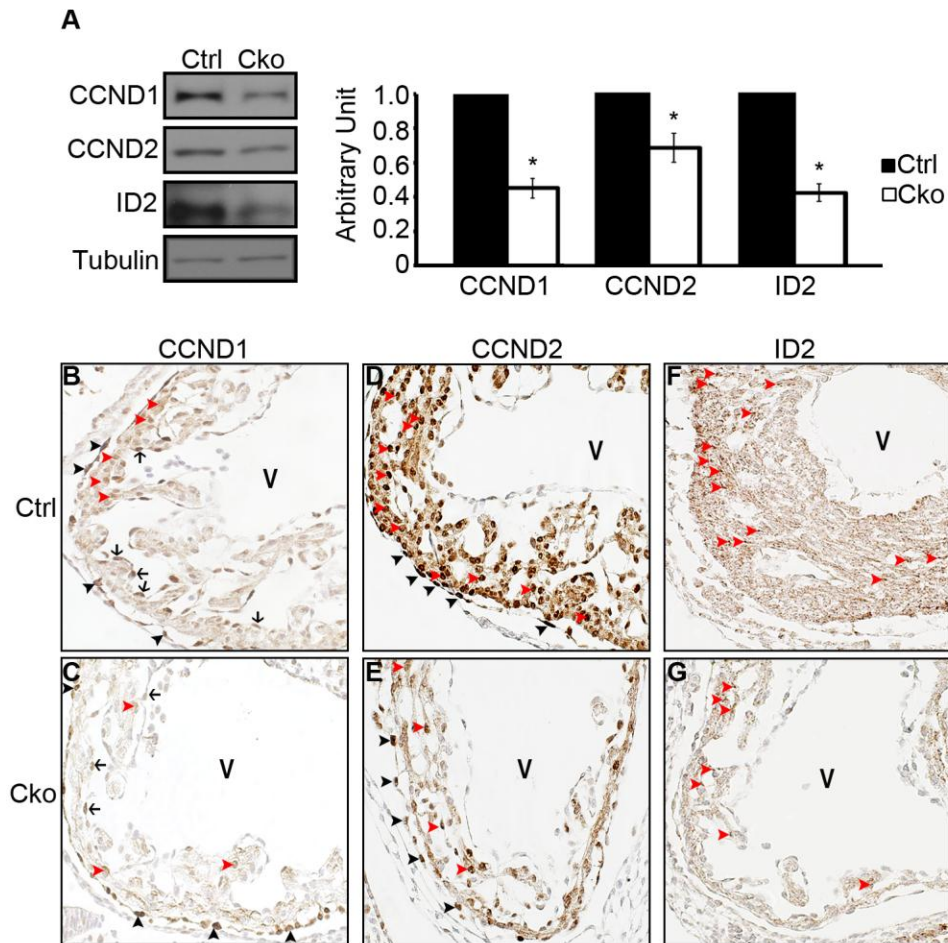 A
Ctrl Cko
CCND1
CCND2
ID2
Tubulin
Arbitrary Unit
1.0
0.8
0.6
0.4
0.2
0
*
*
*
CCND1 CCND2 ID2
Ctrl
Cko
CCND1 CCND2 ID2
Ctrl
B V
D V
F V
Cko
C V
E V
G V